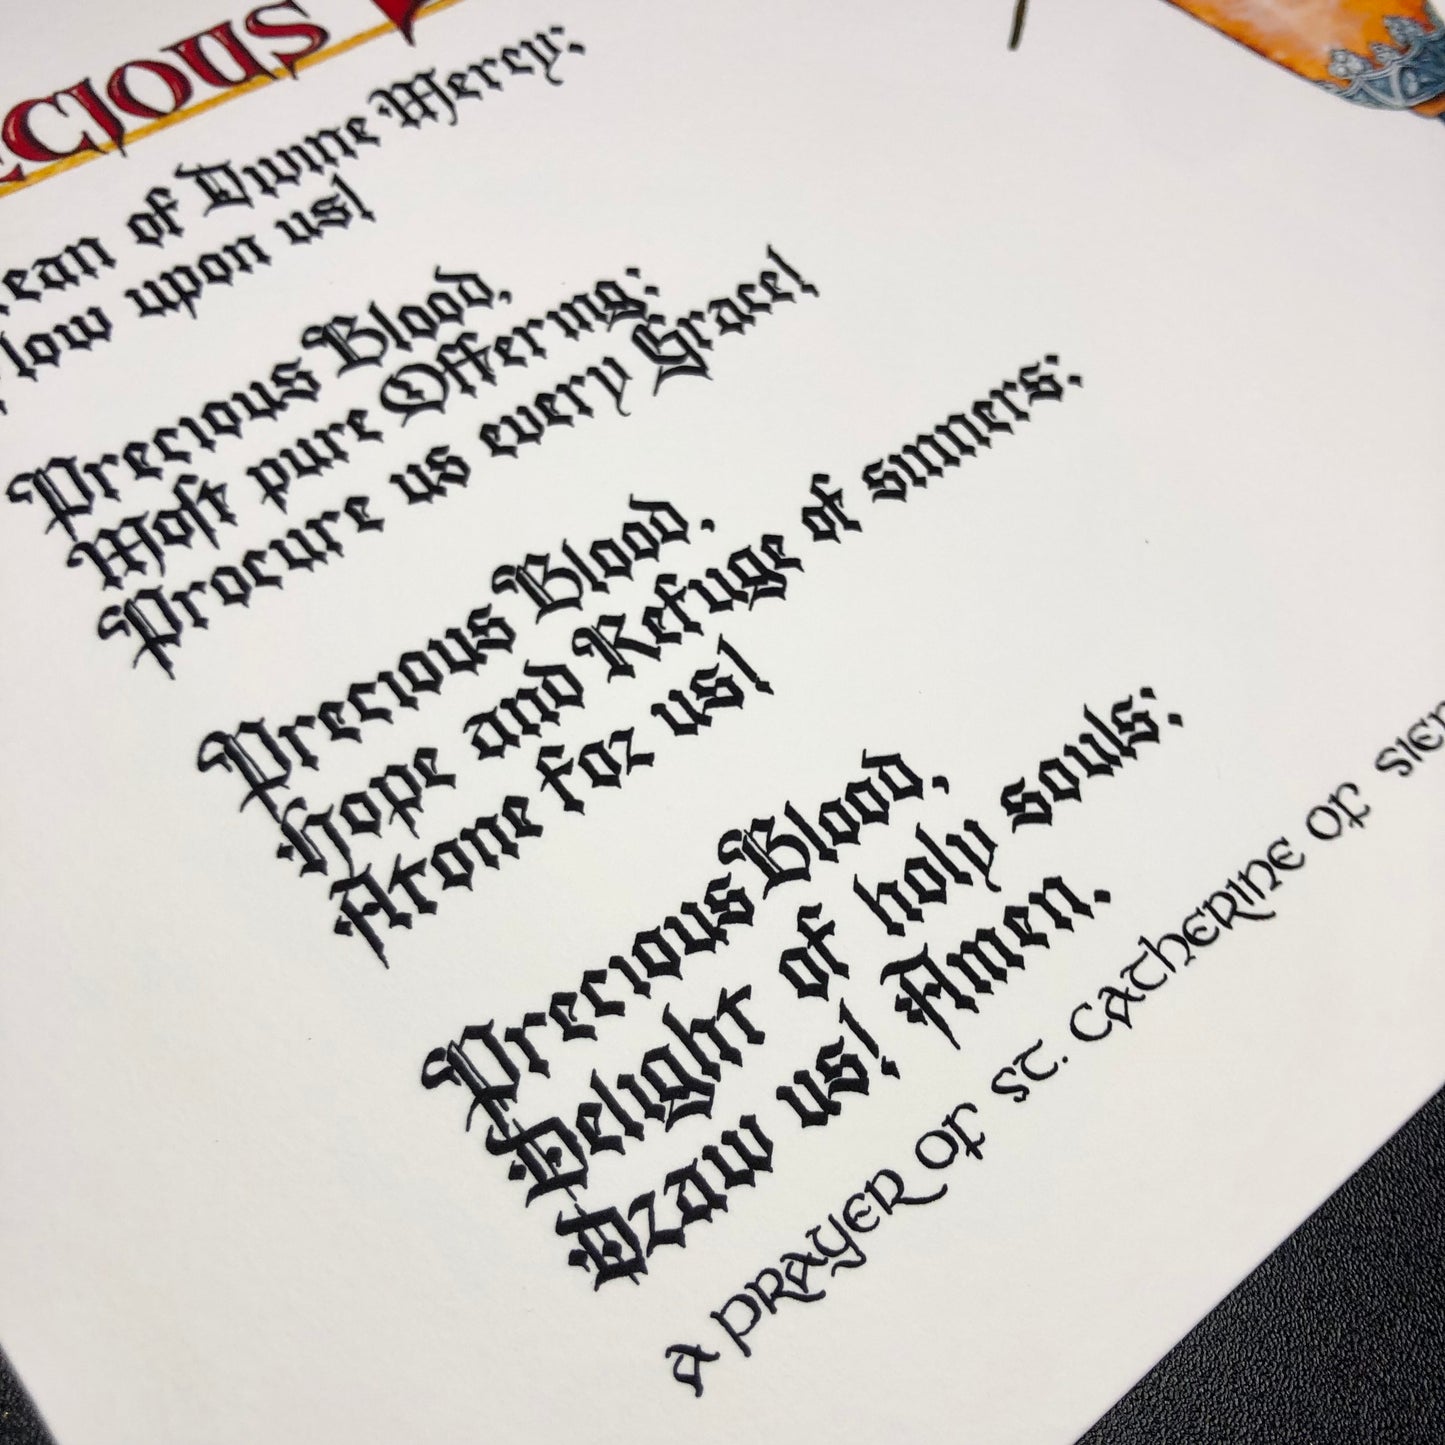 ECIOUS
ean of Divine Mercy:
low upon us!
Precious Blood,
Most pure Offering:
Procure us every Grace!
Precious Blood,
Hope and Refuge of sinners:
Atone for us!
Precious Blood,
Delight of holy souls:
Draw us! Amen.
A PRAYER OF ST. CATHERINE OF SIEN